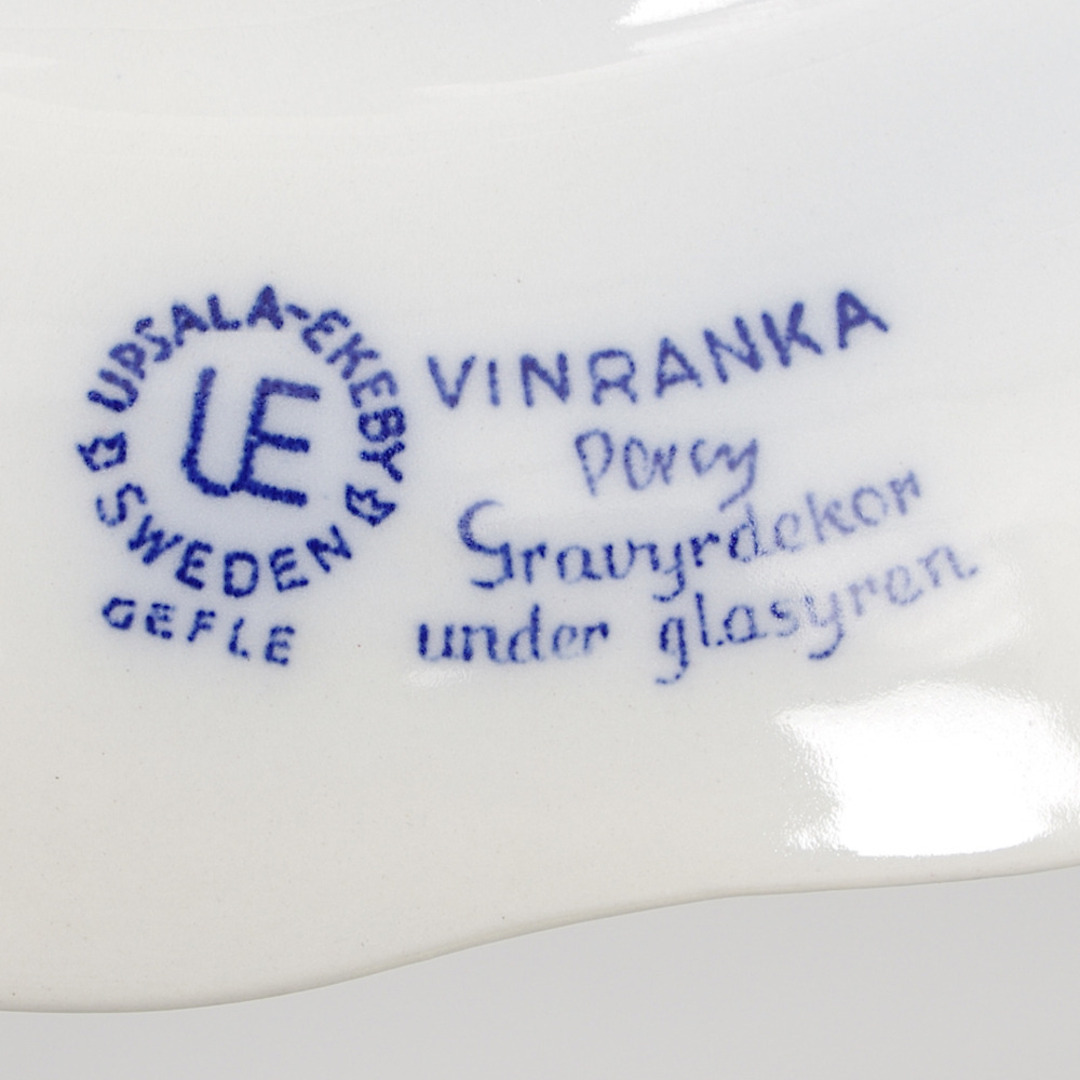 UPSALA-EKEBY
UE
SWEDEN
GEFLE
VINRANKA
Percy
Gravyrdekor
under glasyren